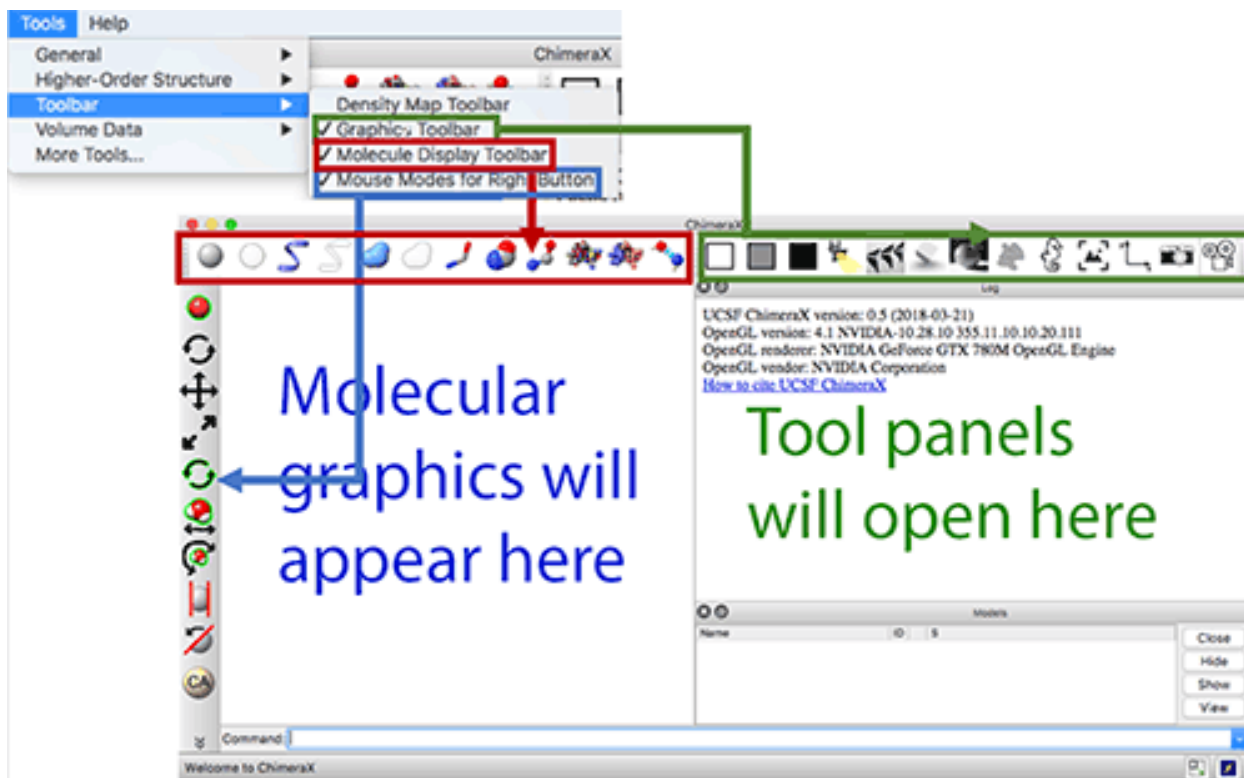 Tools Help
General
Higher-Order Structure
Toolbar
Volume Data
More Tools...
ChimeraX
Density Map Toolbar
✓ Graphics Toolbar
✓ Molecule Display Toolbar
✓ Mouse Modes for Right Button
ChimeraX
Log
UCSF ChimeraX version: 0.5 (2018-03-21)
OpenGL version: 4.1 NVIDIA-10.28.10 355.11.10.10.20.111
OpenGL renderer: NVIDIA GeForce GTX 780M OpenGL Engine
OpenGL vendor: NVIDIA Corporation
How to cite UCSF ChimeraX
Molecular
graphics will
appear here
Tool panels
will open here
Models
Name ID S
Close
Hide
Show
View
CA
Command:
Welcome to ChimeraX